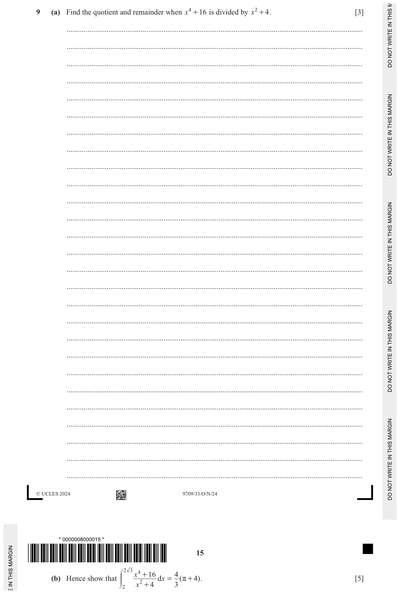 9 (a) Find the quotient and remainder when x⁴ + 16 is divided by x² + 4. [3]
DO NOT WRITE IN THIS M
DO NOT WRITE IN THIS MARGIN
DO NOT WRITE IN THIS MARGIN
DO NOT WRITE IN THIS MARGIN
DO NOT WRITE IN THIS MARGIN
© UCLES 2024 9709/33/O/N/24
* 0000008000015 *
15
E IN THIS MARGIN
(b) Hence show that ∫₂^{2√3} (x⁴ + 16)/(x² + 4) dx = 4/3(π + 4). [5]